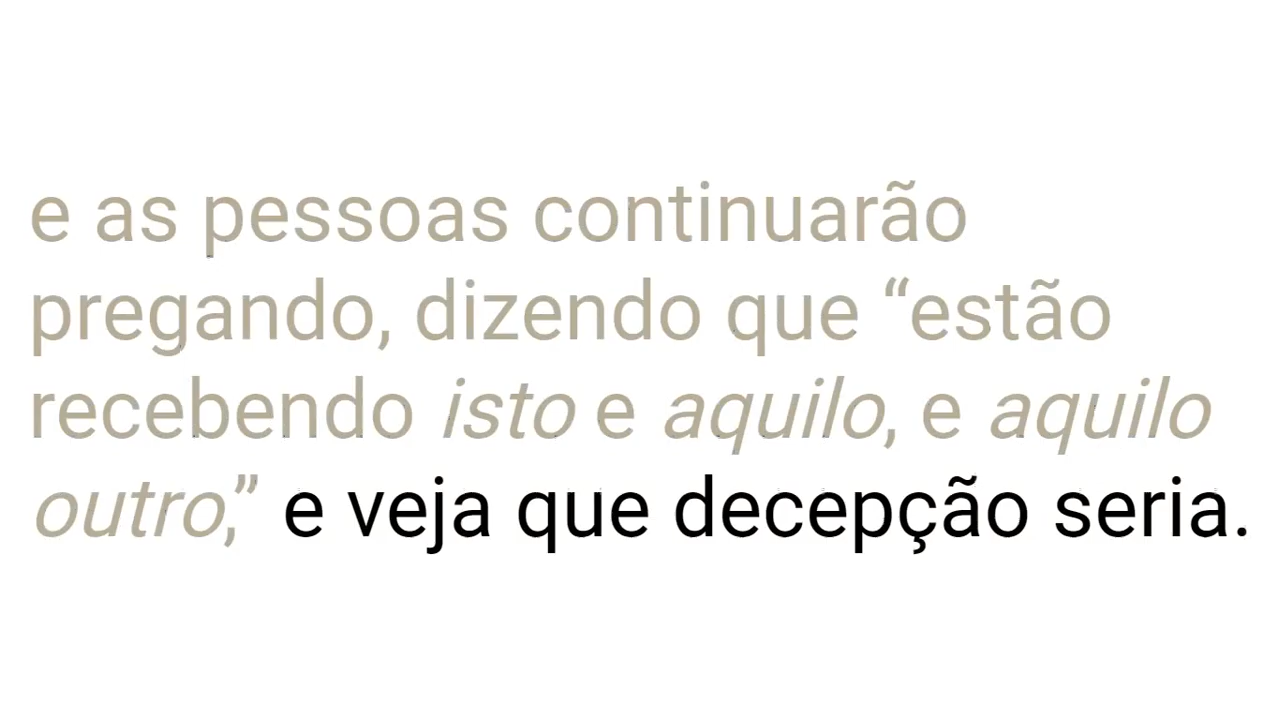 e as pessoas continuarão
pregando, dizendo que “estão
recebendo isto e aquilo, e aquilo
outro,” e veja que decepção seria.